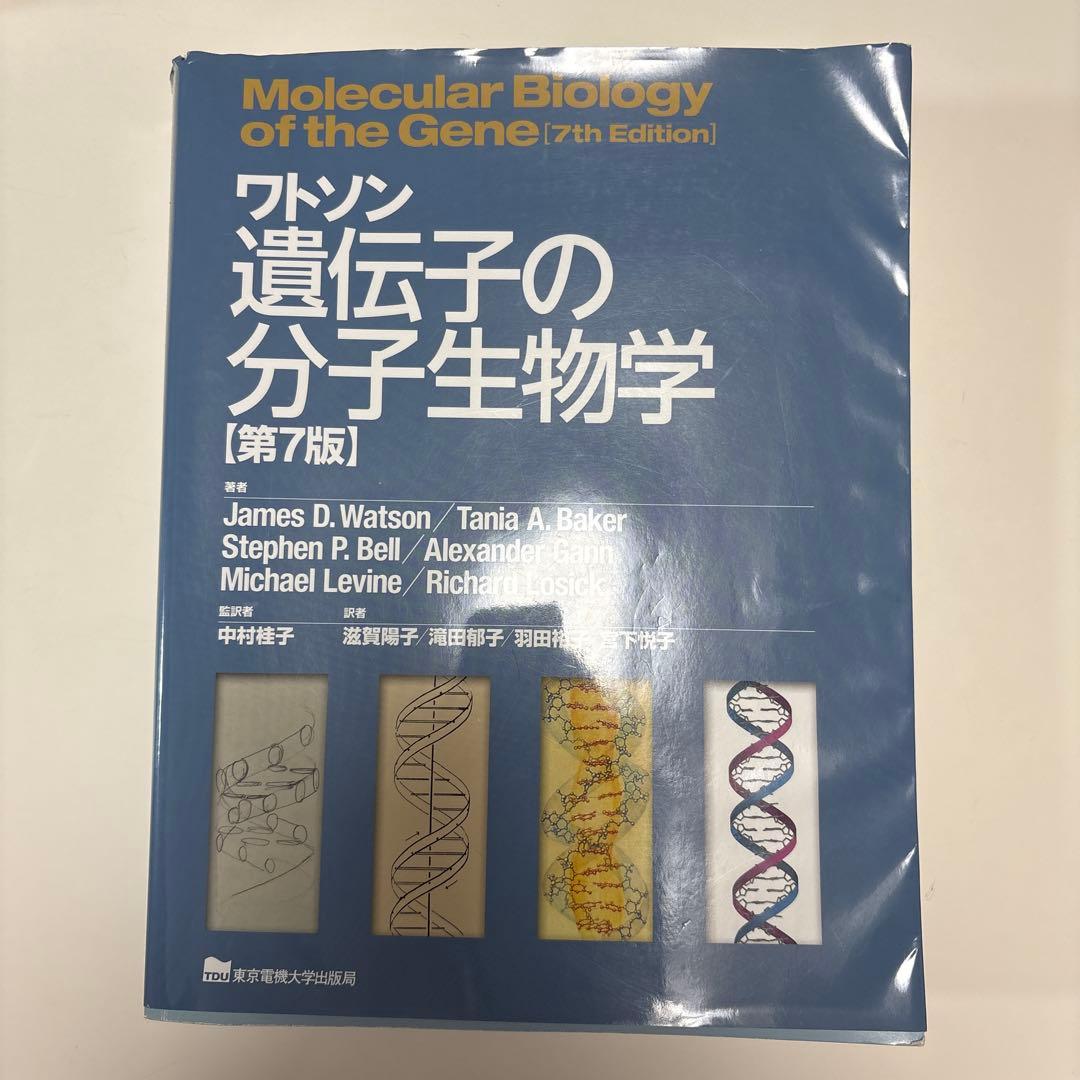 Molecular Biology
of the Gene [7th Edition]
ワトソン
遺伝子の
分子生物学
【第7版】
著者
James D. Watson／Tania A. Baker
Stephen P. Bell／Alexander Gann
Michael Levine／Richard Losick
監訳者 訳者
中村桂子 滋賀陽子／滝田郁子／羽田裕子／宮下悦子
TDU 東京電機大学出版局